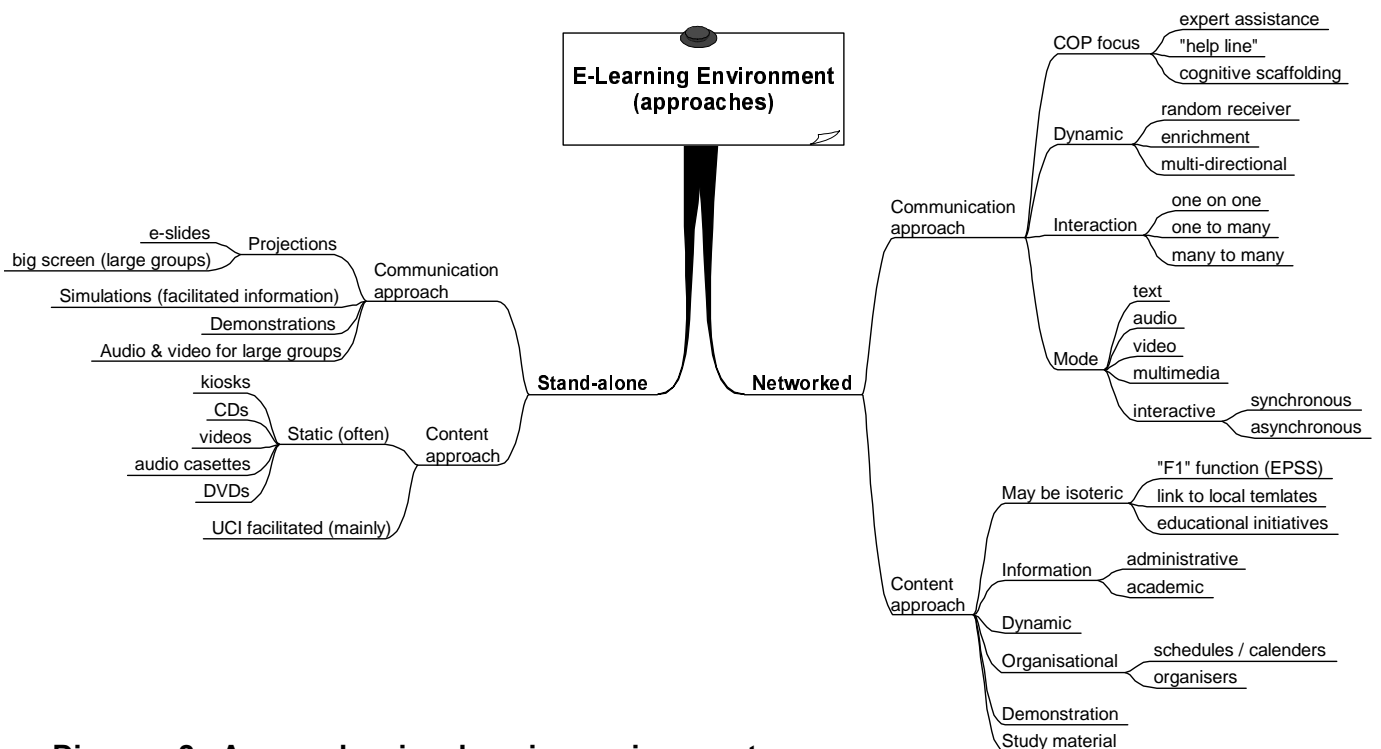 E-Learning Environment
(approaches)
Stand-alone
Communication
approach
Projections
e-slides
big screen (large groups)
Simulations (facilitated information)
Demonstrations
Audio & video for large groups
Content
approach
Static (often)
kiosks
CDs
videos
audio casettes
DVDs
UCI facilitated (mainly)
Networked
Communication
approach
COP focus
expert assistance
"help line"
cognitive scaffolding
Dynamic
random receiver
enrichment
multi-directional
Interaction
one on one
one to many
many to many
Mode
text
audio
video
multimedia
interactive
synchronous
asynchronous
Content
approach
May be isoteric
"F1" function (EPSS)
link to local temlates
educational initiatives
Information
administrative
academic
Dynamic
Organisational
schedules / calenders
organisers
Demonstration
Study material